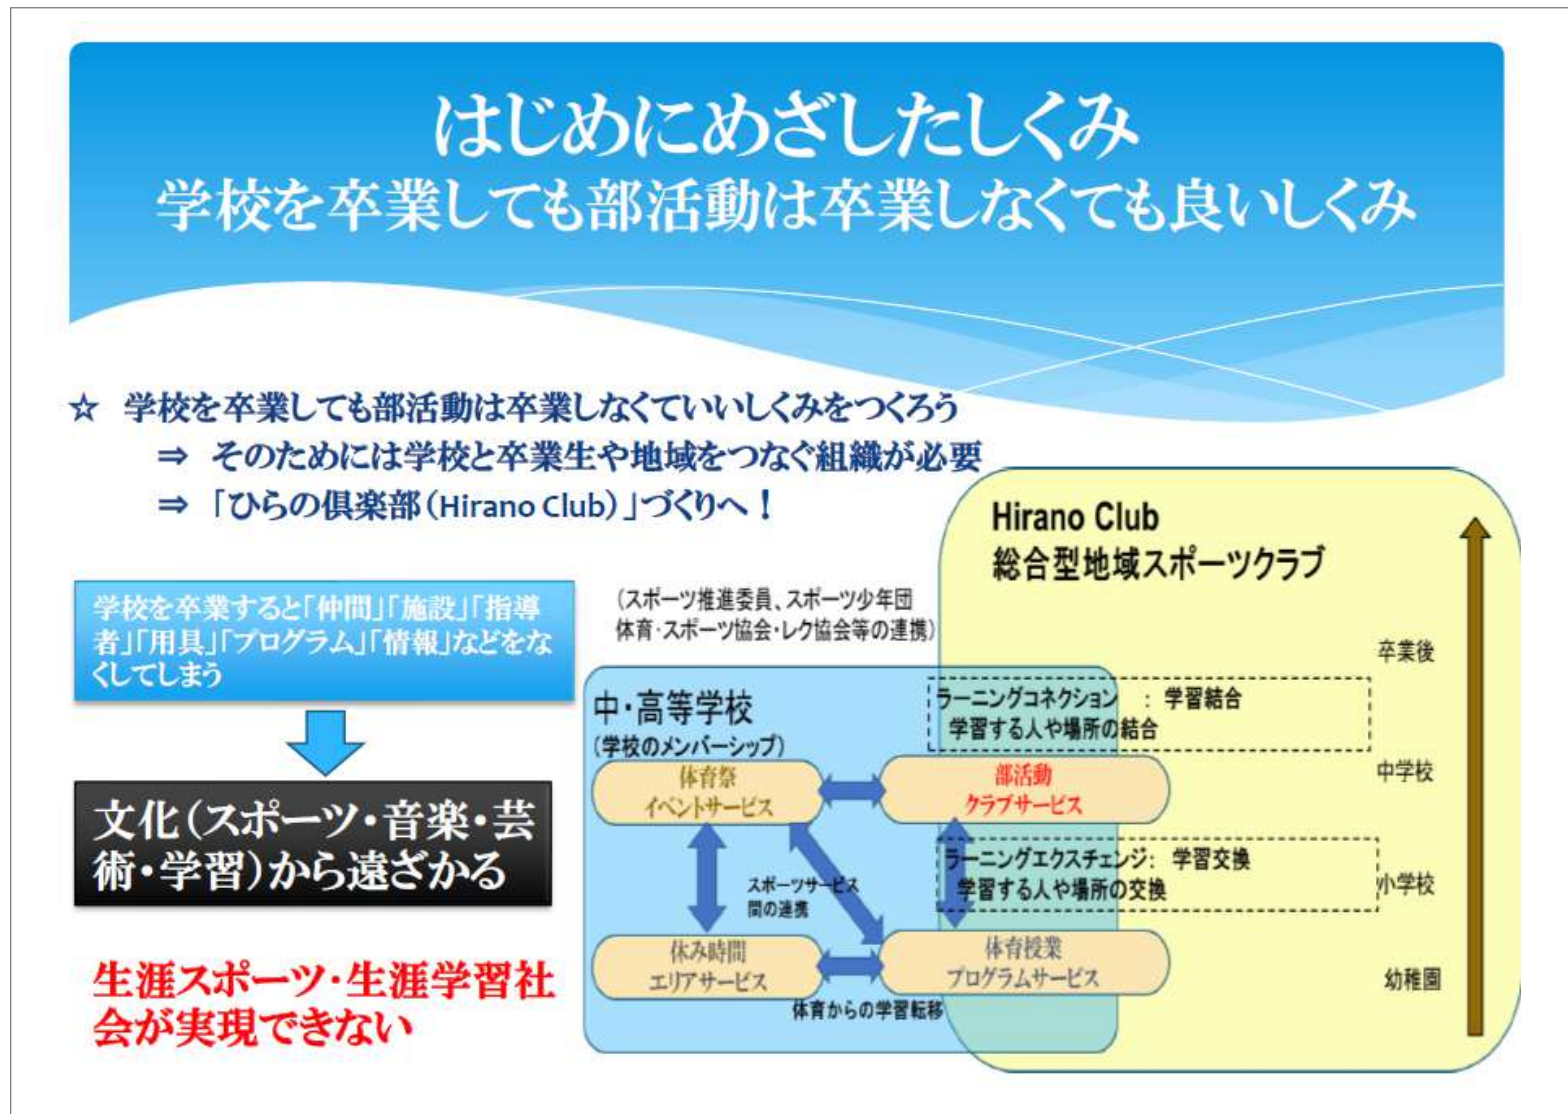 はじめにめざしたしくみ
学校を卒業しても部活動は卒業しなくても良いしくみ
☆ 学校を卒業しても部活動は卒業しなくていいしくみをつくろう
⇒ そのためには学校と卒業生や地域をつなぐ組織が必要
⇒ 「ひらの倶楽部(Hirano Club)」づくりへ！
学校を卒業すると「仲間」「施設」「指導
者」「用具」「プログラム」「情報」などをな
くしてしまう
文化(スポーツ・音楽・芸
術・学習)から遠ざかる
生涯スポーツ・生涯学習社
会が実現できない
(スポーツ推進委員、スポーツ少年団
体育・スポーツ協会・レク協会等の連携)
Hirano Club
総合型地域スポーツクラブ
中・高等学校
(学校のメンバーシップ)
ラーニングコネクション ： 学習結合
学習する人や場所の結合
体育祭
イベントサービス
部活動
クラブサービス
スポーツサービス
間の連携
ラーニングエクスチェンジ： 学習交換
学習する人や場所の交換
休み時間
エリアサービス
体育授業
プログラムサービス
体育からの学習転移
卒業後
中学校
小学校
幼稚園